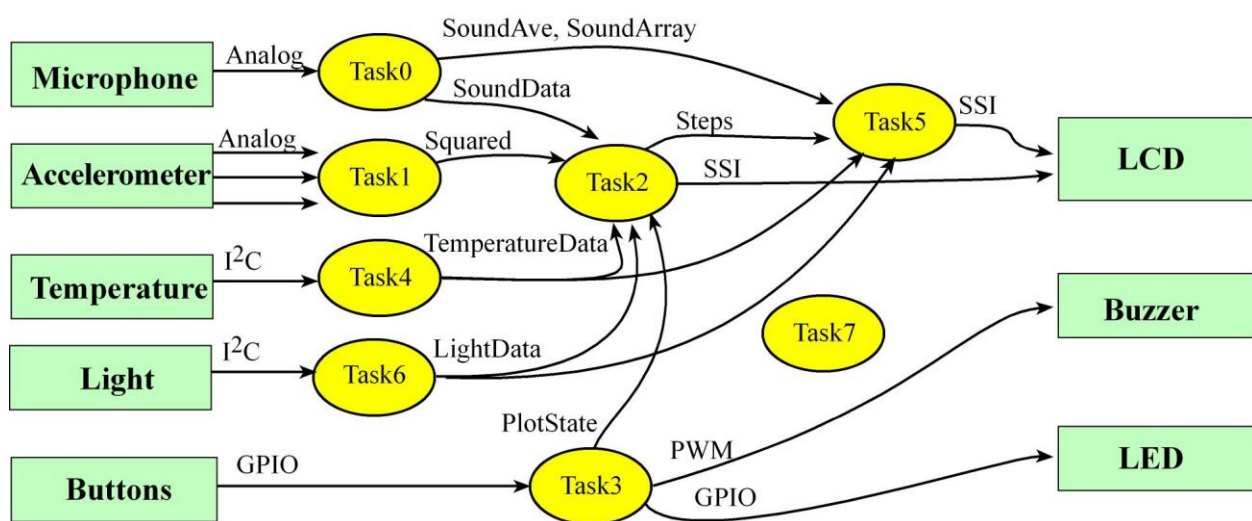 SoundAve, SoundArray
Microphone
Analog
Task0
SoundData
Steps
Task5
SSI
LCD
Accelerometer
Analog
Task1
Squared
Task2
SSI
Temperature
I²C
Task4
TemperatureData
Task7
Buzzer
Light
I²C
Task6
LightData
PlotState
PWM
Buttons
GPIO
Task3
GPIO
LED